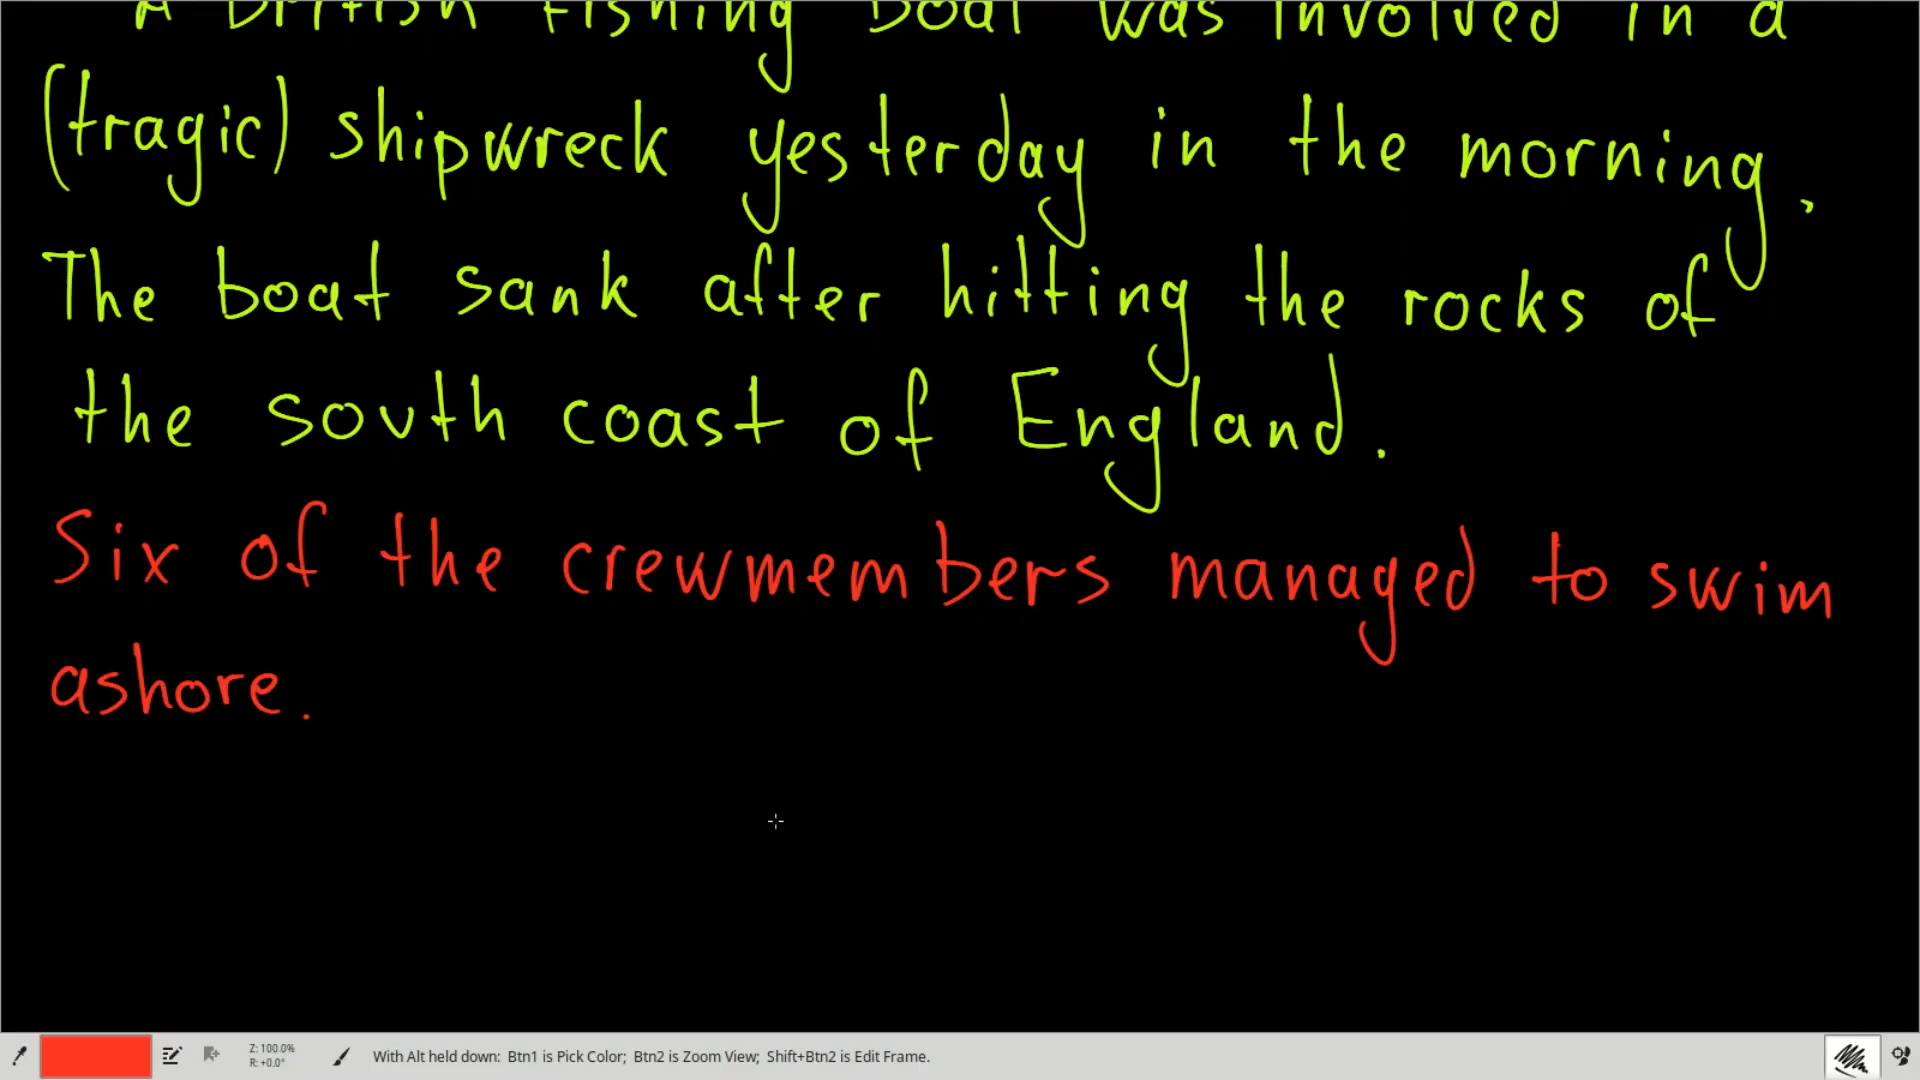 A British fishing boat was involved in a
(tragic) shipwreck yesterday in the morning.
The boat sank after hitting the rocks of
the south coast of England.
Six of the crewmembers managed to swim
ashore.
Z: 100.0%
R: +0.0°
With Alt held down: Btn1 is Pick Color; Btn2 is Zoom View; Shift+Btn2 is Edit Frame.